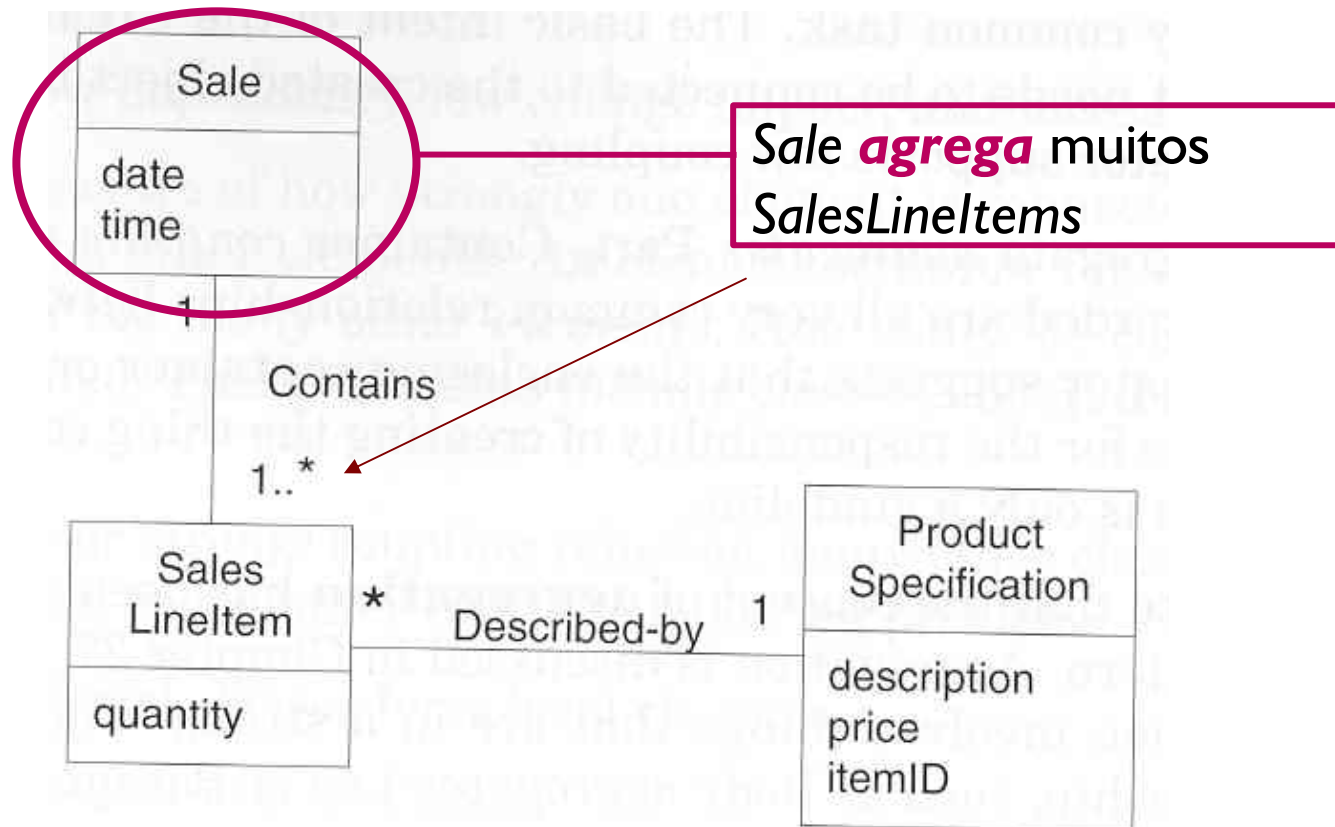 Sale
date
time
Sale agrega muitos
SalesLineItems
1
Contains
1..*
Sales
LineItem
quantity
*
Described-by
1
Product
Specification
description
price
itemID